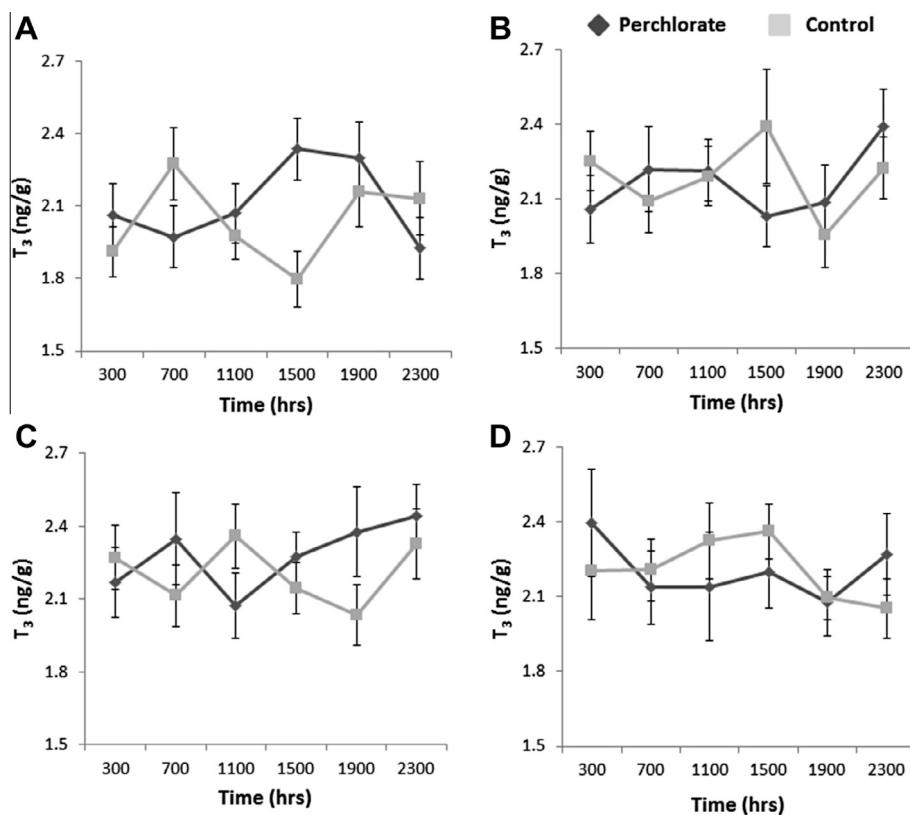 A
B
Perchlorate Control
2.7
2.4
2.1
1.8
1.5
T₃ (ng/g)
300 700 1100 1500 1900 2300
Time (hrs)
2.7
2.4
2.1
1.8
1.5
T₃ (ng/g)
300 700 1100 1500 1900 2300
Time (hrs)
C
2.7
2.4
2.1
1.8
1.5
T₃ (ng/g)
300 700 1100 1500 1900 2300
Time (hrs)
D
2.7
2.4
2.1
1.8
1.5
T₃ (ng/g)
300 700 1100 1500 1900 2300
Time (hrs)